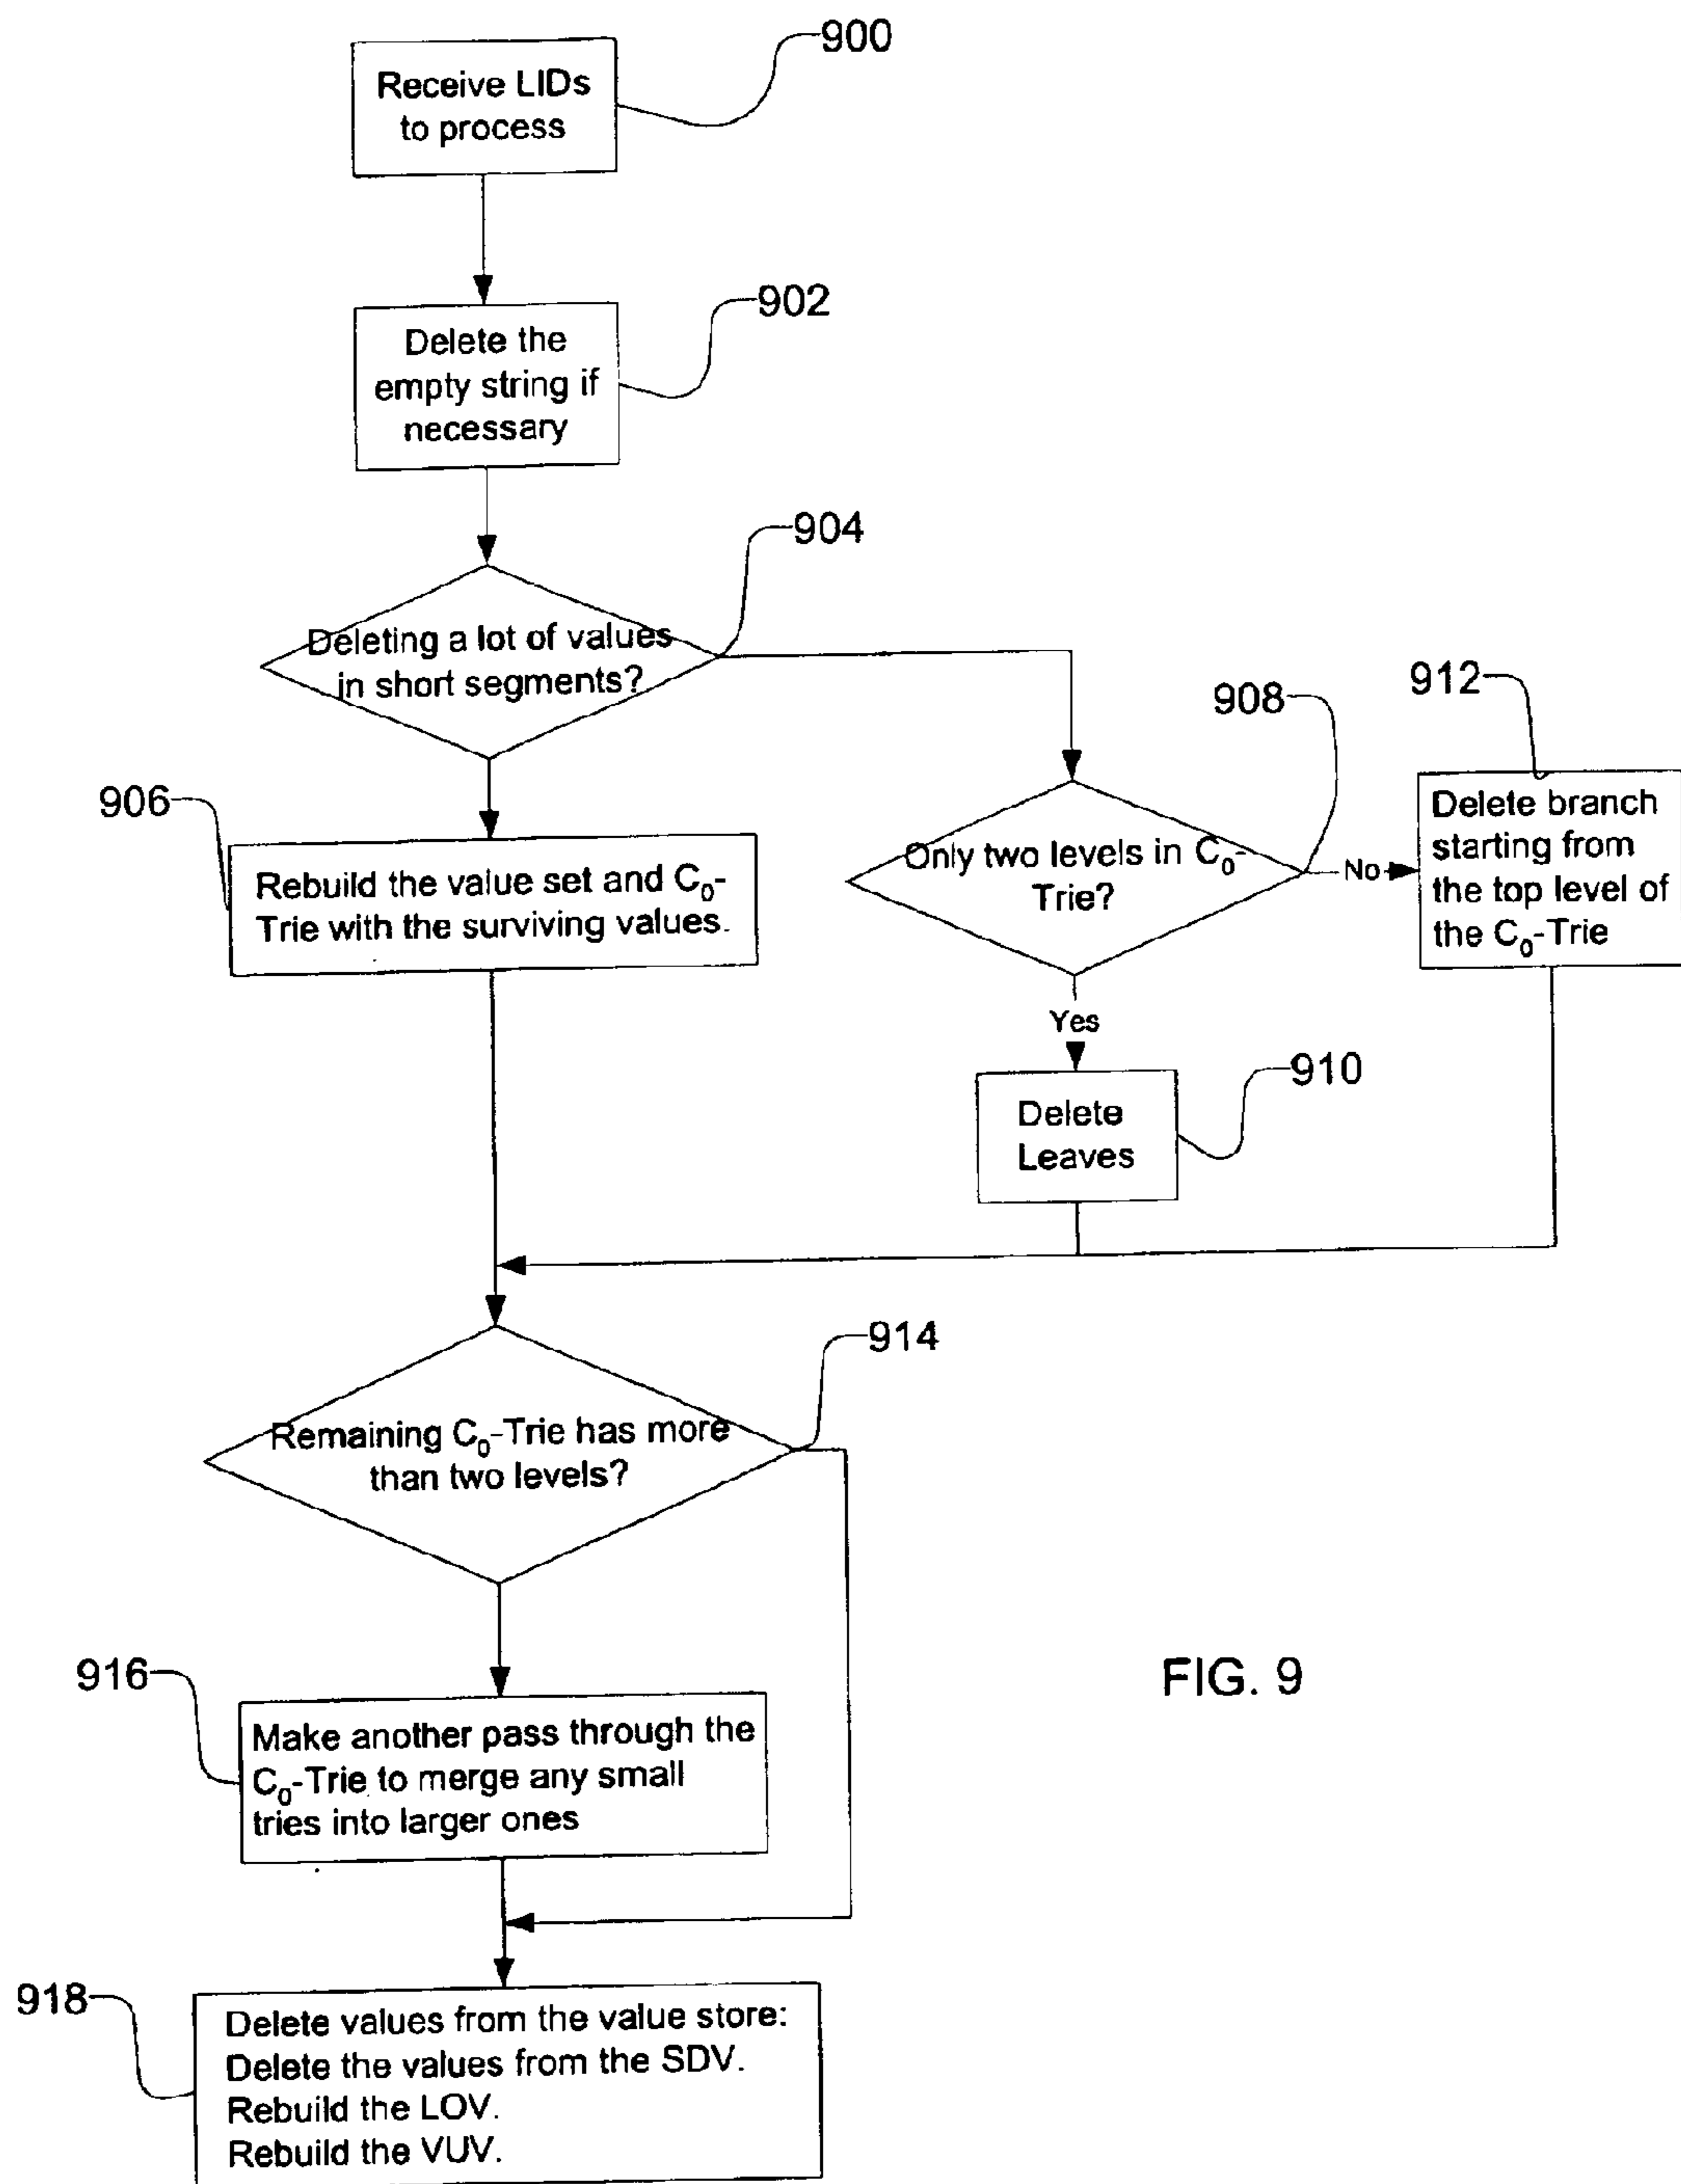 900
Receive LIDs
to process
902
Delete the
empty string if
necessary
904
Deleting a lot of values
in short segments?
908
912
906
Rebuild the value set and C₀-
Trie with the surviving values.
Only two levels in C₀-
Trie?
No
Delete branch
starting from
the top level of
the C₀-Trie
Yes
910
Delete
Leaves
914
Remaining C₀-Trie has more
than two levels?
916
Make another pass through the
C₀-Trie to merge any small
tries into larger ones
FIG. 9
918
Delete values from the value store:
Delete the values from the SDV.
Rebuild the LOV.
Rebuild the VUV.